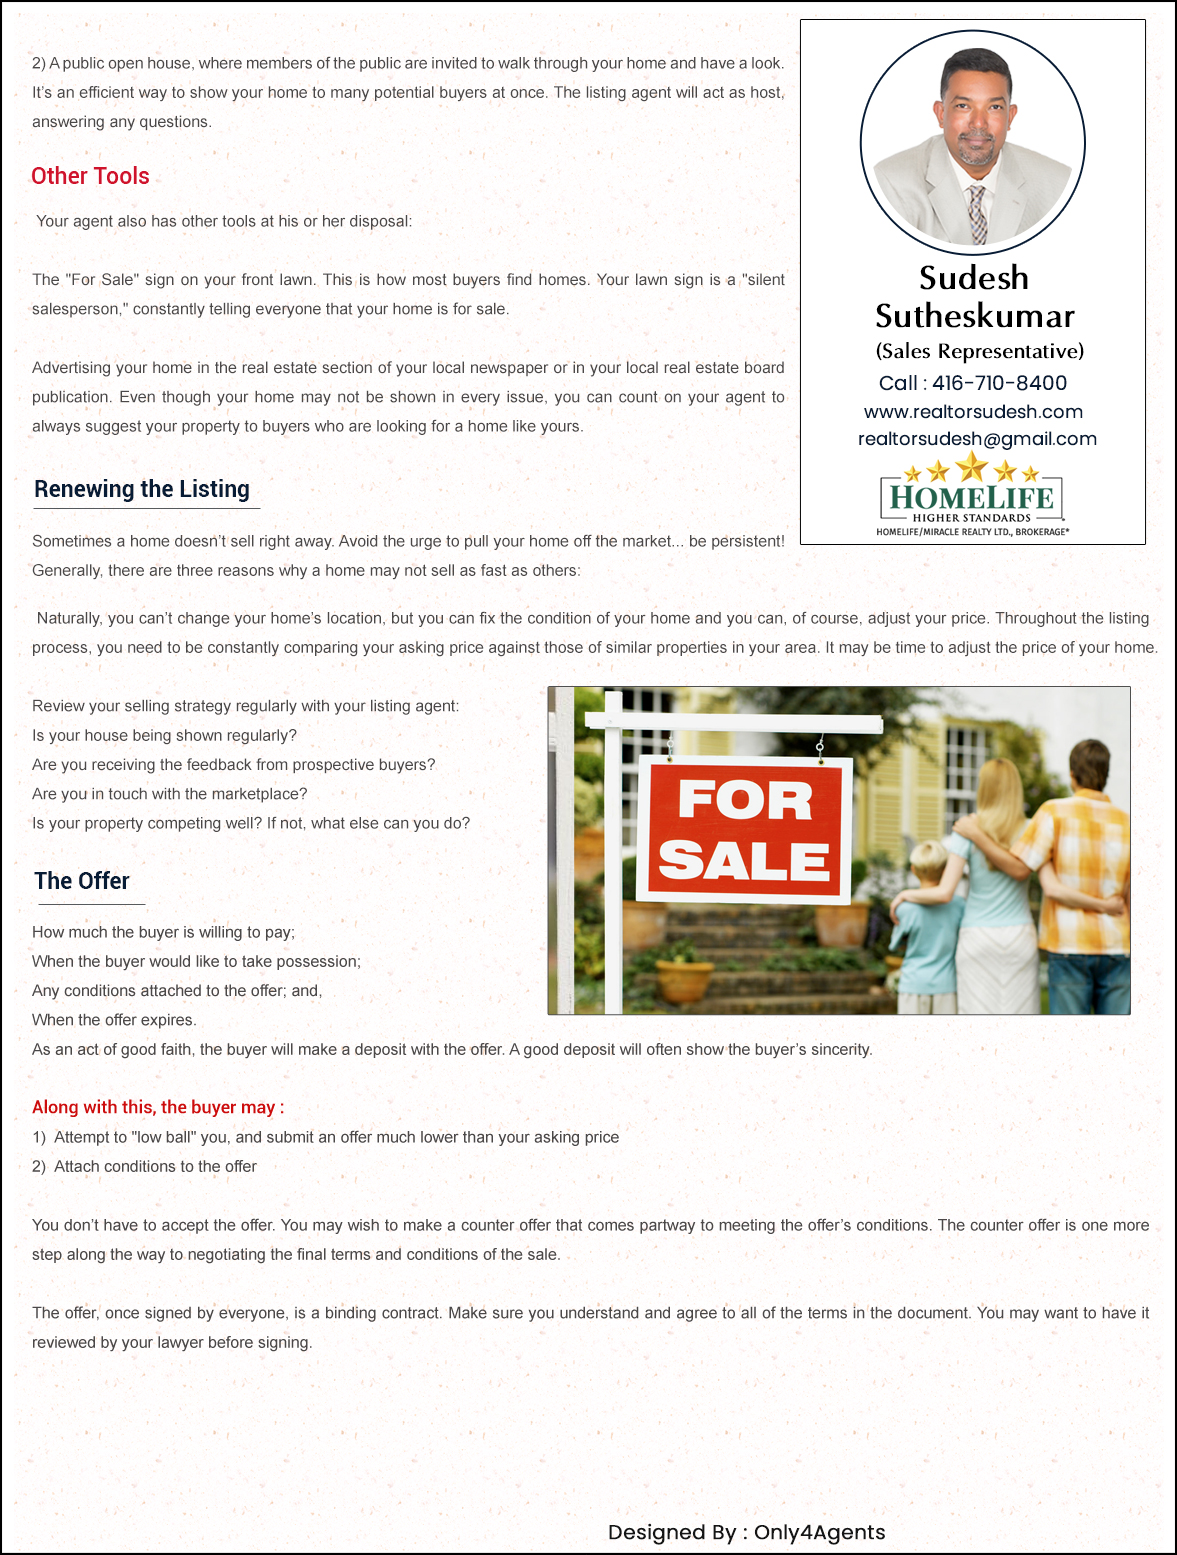 2) A public open house, where members of the public are invited to walk through your home and have a look.
It’s an efficient way to show your home to many potential buyers at once. The listing agent will act as host,
answering any questions.
Other Tools
Your agent also has other tools at his or her disposal:
The "For Sale" sign on your front lawn. This is how most buyers find homes. Your lawn sign is a "silent
salesperson," constantly telling everyone that your home is for sale.
Advertising your home in the real estate section of your local newspaper or in your local real estate board
publication. Even though your home may not be shown in every issue, you can count on your agent to
always suggest your property to buyers who are looking for a home like yours.
Sudesh
Sutheskumar
(Sales Representative)
Call : 416-710-8400
www.realtorsudesh.com
realtorsudesh@gmail.com
HOMELIFE
HIGHER STANDARDS
HOMELIFE/MIRACLE REALTY LTD., BROKERAGE*
Renewing the Listing
Sometimes a home doesn’t sell right away. Avoid the urge to pull your home off the market... be persistent!
Generally, there are three reasons why a home may not sell as fast as others:
Naturally, you can’t change your home’s location, but you can fix the condition of your home and you can, of course, adjust your price. Throughout the listing
process, you need to be constantly comparing your asking price against those of similar properties in your area. It may be time to adjust the price of your home.
Review your selling strategy regularly with your listing agent:
Is your house being shown regularly?
Are you receiving the feedback from prospective buyers?
Are you in touch with the marketplace?
Is your property competing well? If not, what else can you do?
FOR
SALE
The Offer
How much the buyer is willing to pay;
When the buyer would like to take possession;
Any conditions attached to the offer; and,
When the offer expires.
As an act of good faith, the buyer will make a deposit with the offer. A good deposit will often show the buyer’s sincerity.
Along with this, the buyer may :
1) Attempt to "low ball" you, and submit an offer much lower than your asking price
2) Attach conditions to the offer
You don’t have to accept the offer. You may wish to make a counter offer that comes partway to meeting the offer’s conditions. The counter offer is one more
step along the way to negotiating the final terms and conditions of the sale.
The offer, once signed by everyone, is a binding contract. Make sure you understand and agree to all of the terms in the document. You may want to have it
reviewed by your lawyer before signing.
Designed By : Only4Agents